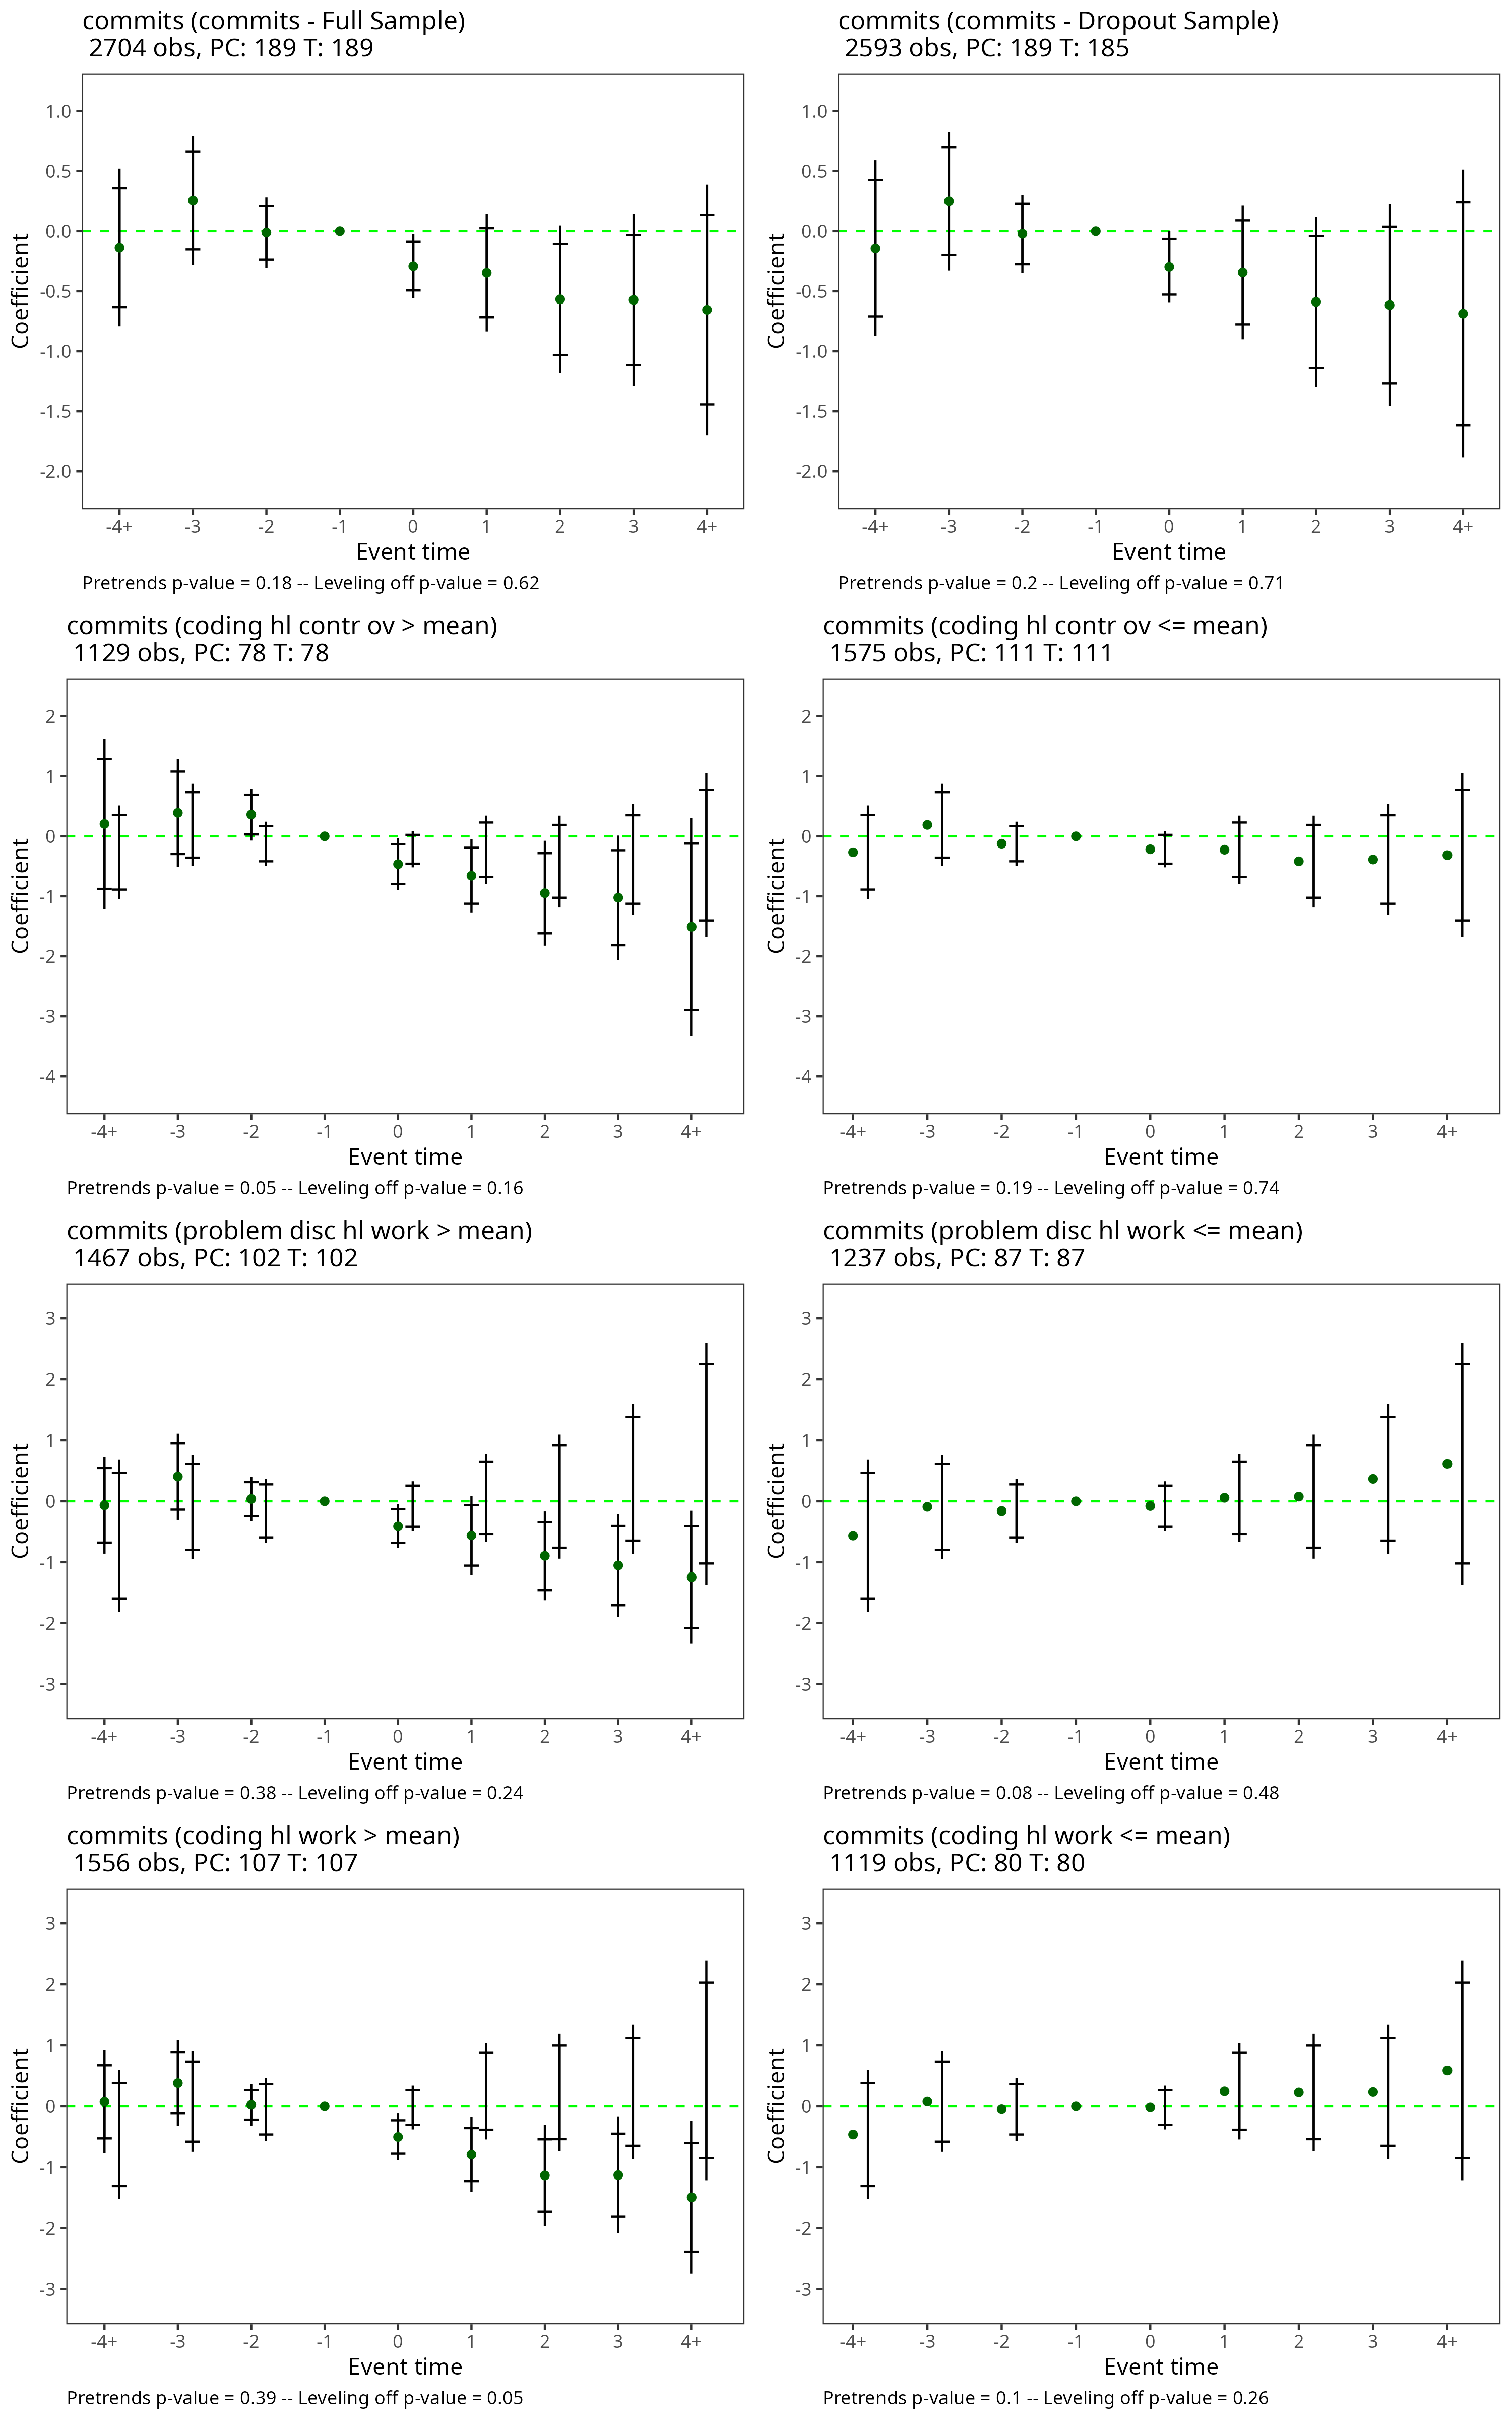 commits (commits - Full Sample)
2704 obs, PC: 189 T: 189
1.0
0.5
0.0
-0.5
-1.0
-1.5
-2.0
Coefficient
-4+ -3 -2 -1 0 1 2 3 4+
Event time
Pretrends p-value = 0.18 -- Leveling off p-value = 0.62
commits (commits - Dropout Sample)
2593 obs, PC: 189 T: 185
1.0
0.5
0.0
-0.5
-1.0
-1.5
-2.0
Coefficient
-4+ -3 -2 -1 0 1 2 3 4+
Event time
Pretrends p-value = 0.2 -- Leveling off p-value = 0.71
commits (coding hl contr ov > mean)
1129 obs, PC: 78 T: 78
2
1
0
-1
-2
-3
-4
Coefficient
-4+ -3 -2 -1 0 1 2 3 4+
Event time
Pretrends p-value = 0.05 -- Leveling off p-value = 0.16
commits (coding hl contr ov <= mean)
1575 obs, PC: 111 T: 111
2
1
0
-1
-2
-3
-4
Coefficient
-4+ -3 -2 -1 0 1 2 3 4+
Event time
Pretrends p-value = 0.19 -- Leveling off p-value = 0.74
commits (problem disc hl work > mean)
1467 obs, PC: 102 T: 102
3
2
1
0
-1
-2
-3
Coefficient
-4+ -3 -2 -1 0 1 2 3 4+
Event time
Pretrends p-value = 0.38 -- Leveling off p-value = 0.24
commits (problem disc hl work <= mean)
1237 obs, PC: 87 T: 87
3
2
1
0
-1
-2
-3
Coefficient
-4+ -3 -2 -1 0 1 2 3 4+
Event time
Pretrends p-value = 0.08 -- Leveling off p-value = 0.48
commits (coding hl work > mean)
1556 obs, PC: 107 T: 107
3
2
1
0
-1
-2
-3
Coefficient
-4+ -3 -2 -1 0 1 2 3 4+
Event time
Pretrends p-value = 0.39 -- Leveling off p-value = 0.05
commits (coding hl work <= mean)
1119 obs, PC: 80 T: 80
3
2
1
0
-1
-2
-3
Coefficient
-4+ -3 -2 -1 0 1 2 3 4+
Event time
Pretrends p-value = 0.1 -- Leveling off p-value = 0.26